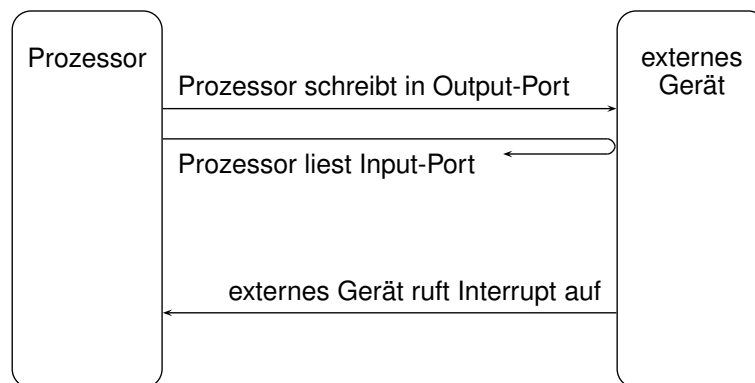 Prozessor
externes
Gerät
Prozessor schreibt in Output-Port
Prozessor liest Input-Port
externes Gerät ruft Interrupt auf